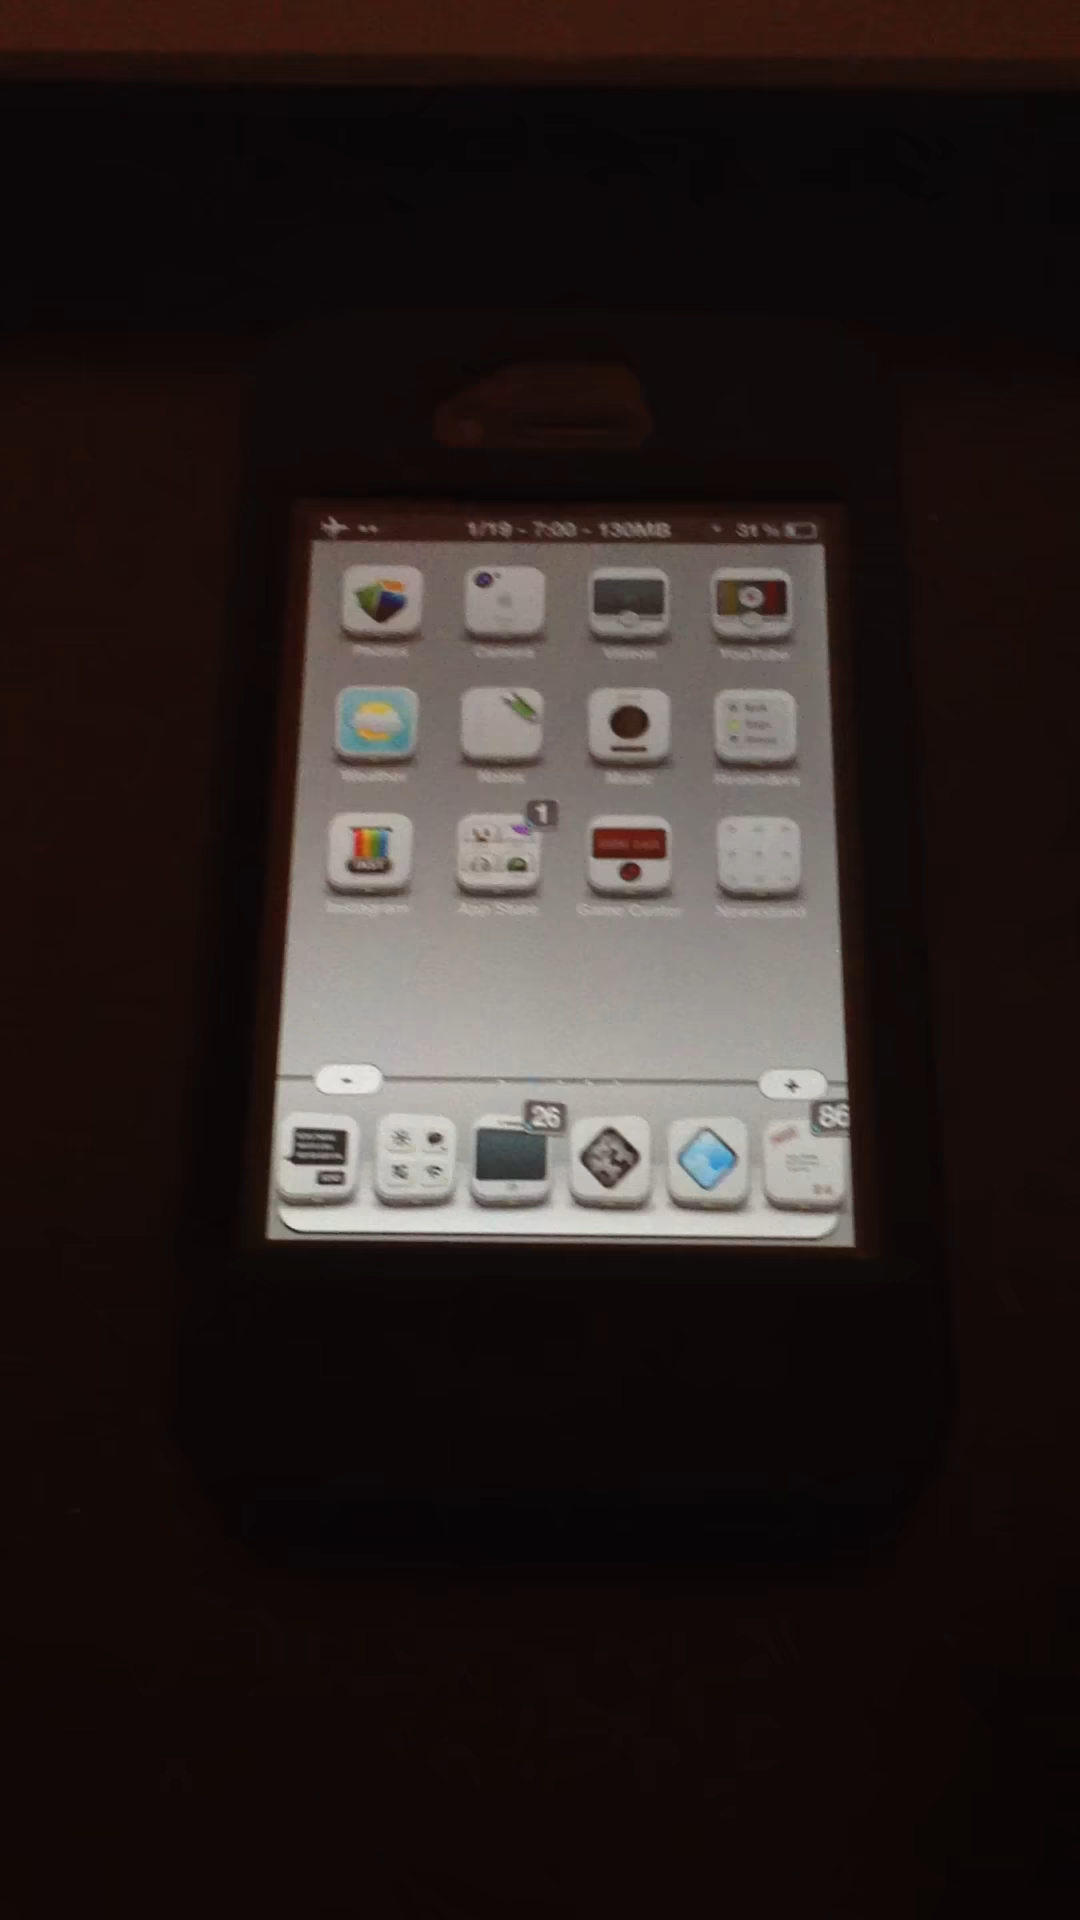 1/19 - 7:00 - 130MB 31 %
Photos Camera Videos YouTube
Weather Notes Music Reminders
1
Instagram App Store Game Center Newsstand
- +
26 86